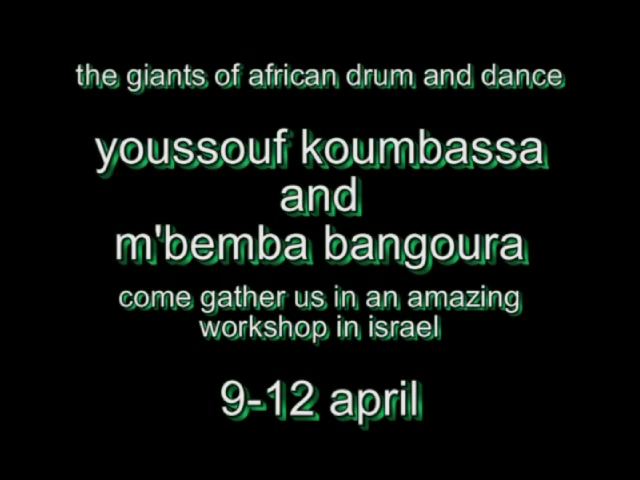 the giants of african drum and dance
youssouf koumbassa
and
m'bemba bangoura
come gather us in an amazing
workshop in israel
9-12 april